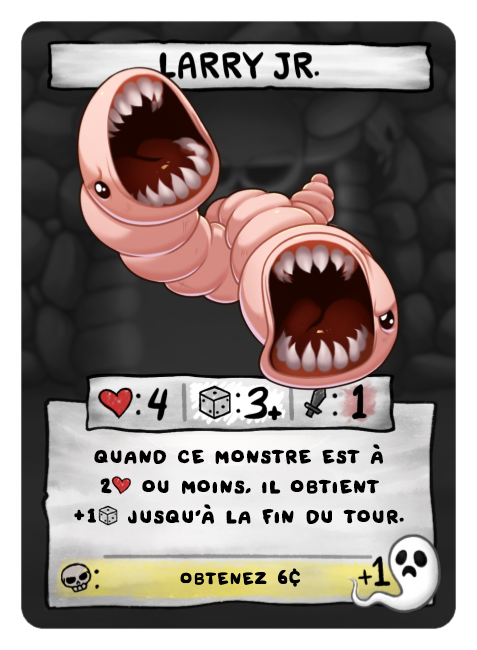 LARRY JR.
:4 :3+ :1
QUAND CE MONSTRE EST À
2 OU MOINS, IL OBTIENT
+1 JUSQU'À LA FIN DU TOUR.
: OBTENEZ 6¢ +1